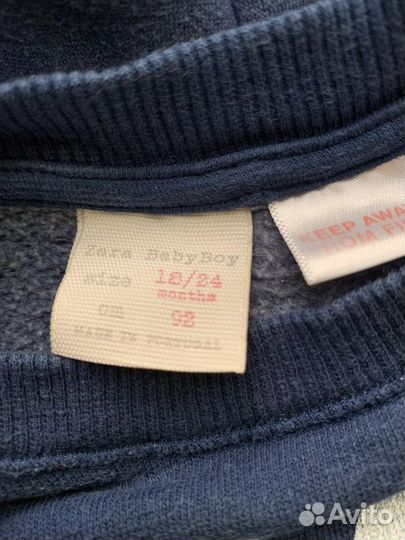 Zara BabyBoy
size 18/24
months
cm 92
MADE IN PORTUGAL
KEEP AWAY
FROM FI
Avito